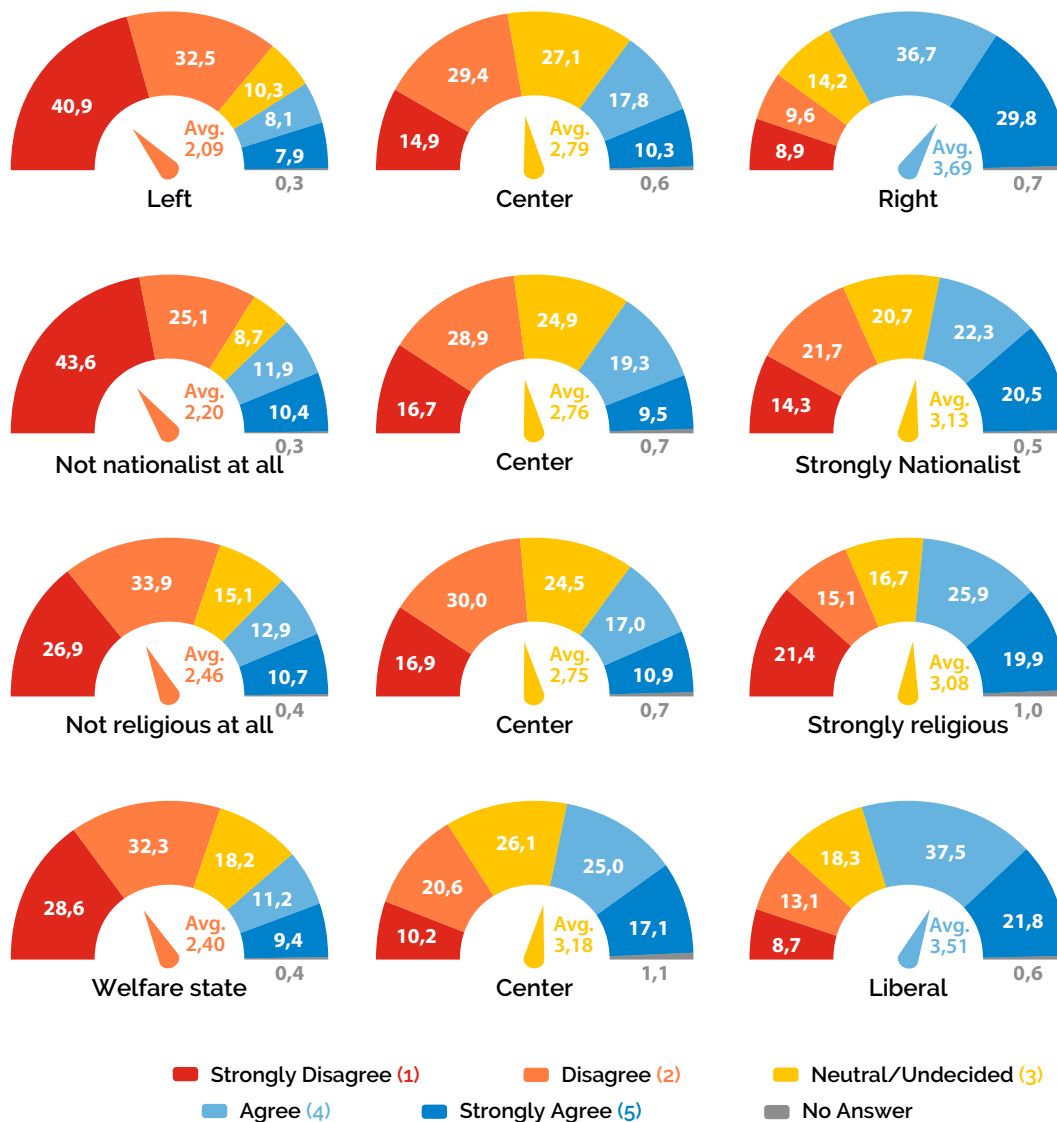 40,9
32,5
10,3
8,1
7,9
0,3
Avg.
2,09
Left
14,9
29,4
27,1
17,8
10,3
0,6
Avg.
2,79
Center
8,9
9,6
14,2
36,7
29,8
0,7
Avg.
3,69
Right
43,6
25,1
8,7
11,9
10,4
0,3
Avg.
2,20
Not nationalist at all
16,7
28,9
24,9
19,3
9,5
0,7
Avg.
2,76
Center
14,3
21,7
20,7
22,3
20,5
0,5
Avg.
3,13
Strongly Nationalist
26,9
33,9
15,1
12,9
10,7
0,4
Avg.
2,46
Not religious at all
16,9
30,0
24,5
17,0
10,9
0,7
Avg.
2,75
Center
21,4
15,1
16,7
25,9
19,9
1,0
Avg.
3,08
Strongly religious
28,6
32,3
18,2
11,2
9,4
0,4
Avg.
2,40
Welfare state
10,2
20,6
26,1
25,0
17,1
1,1
Avg.
3,18
Center
8,7
13,1
18,3
37,5
21,8
0,6
Avg.
3,51
Liberal
Strongly Disagree (1)
Disagree (2)
Neutral/Undecided (3)
Agree (4)
Strongly Agree (5)
No Answer